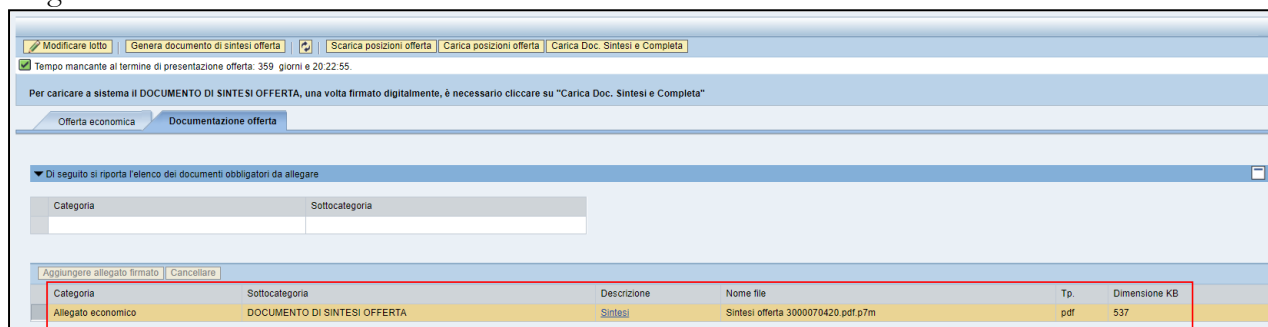 Modificare lotto Genera documento di sintesi offerta Scarica posizioni offerta Carica posizioni offerta Carica Doc. Sintesi e Completa
Tempo mancante al termine di presentazione offerta: 359 giorni e 20:22:55.
Per caricare a sistema il DOCUMENTO DI SINTESI OFFERTA, una volta firmato digitalmente, è necessario cliccare su "Carica Doc. Sintesi e Completa"
Offerta economica Documentazione offerta
Di seguito si riporta l'elenco dei documenti obbligatori da allegare
Categoria Sottocategoria
Aggiungere allegato firmato Cancellare
Categoria Sottocategoria Descrizione Nome file Tp. Dimensione KB
Allegato economico DOCUMENTO DI SINTESI OFFERTA Sintesi Sintesi offerta 3000070420.pdf.p7m pdf 537